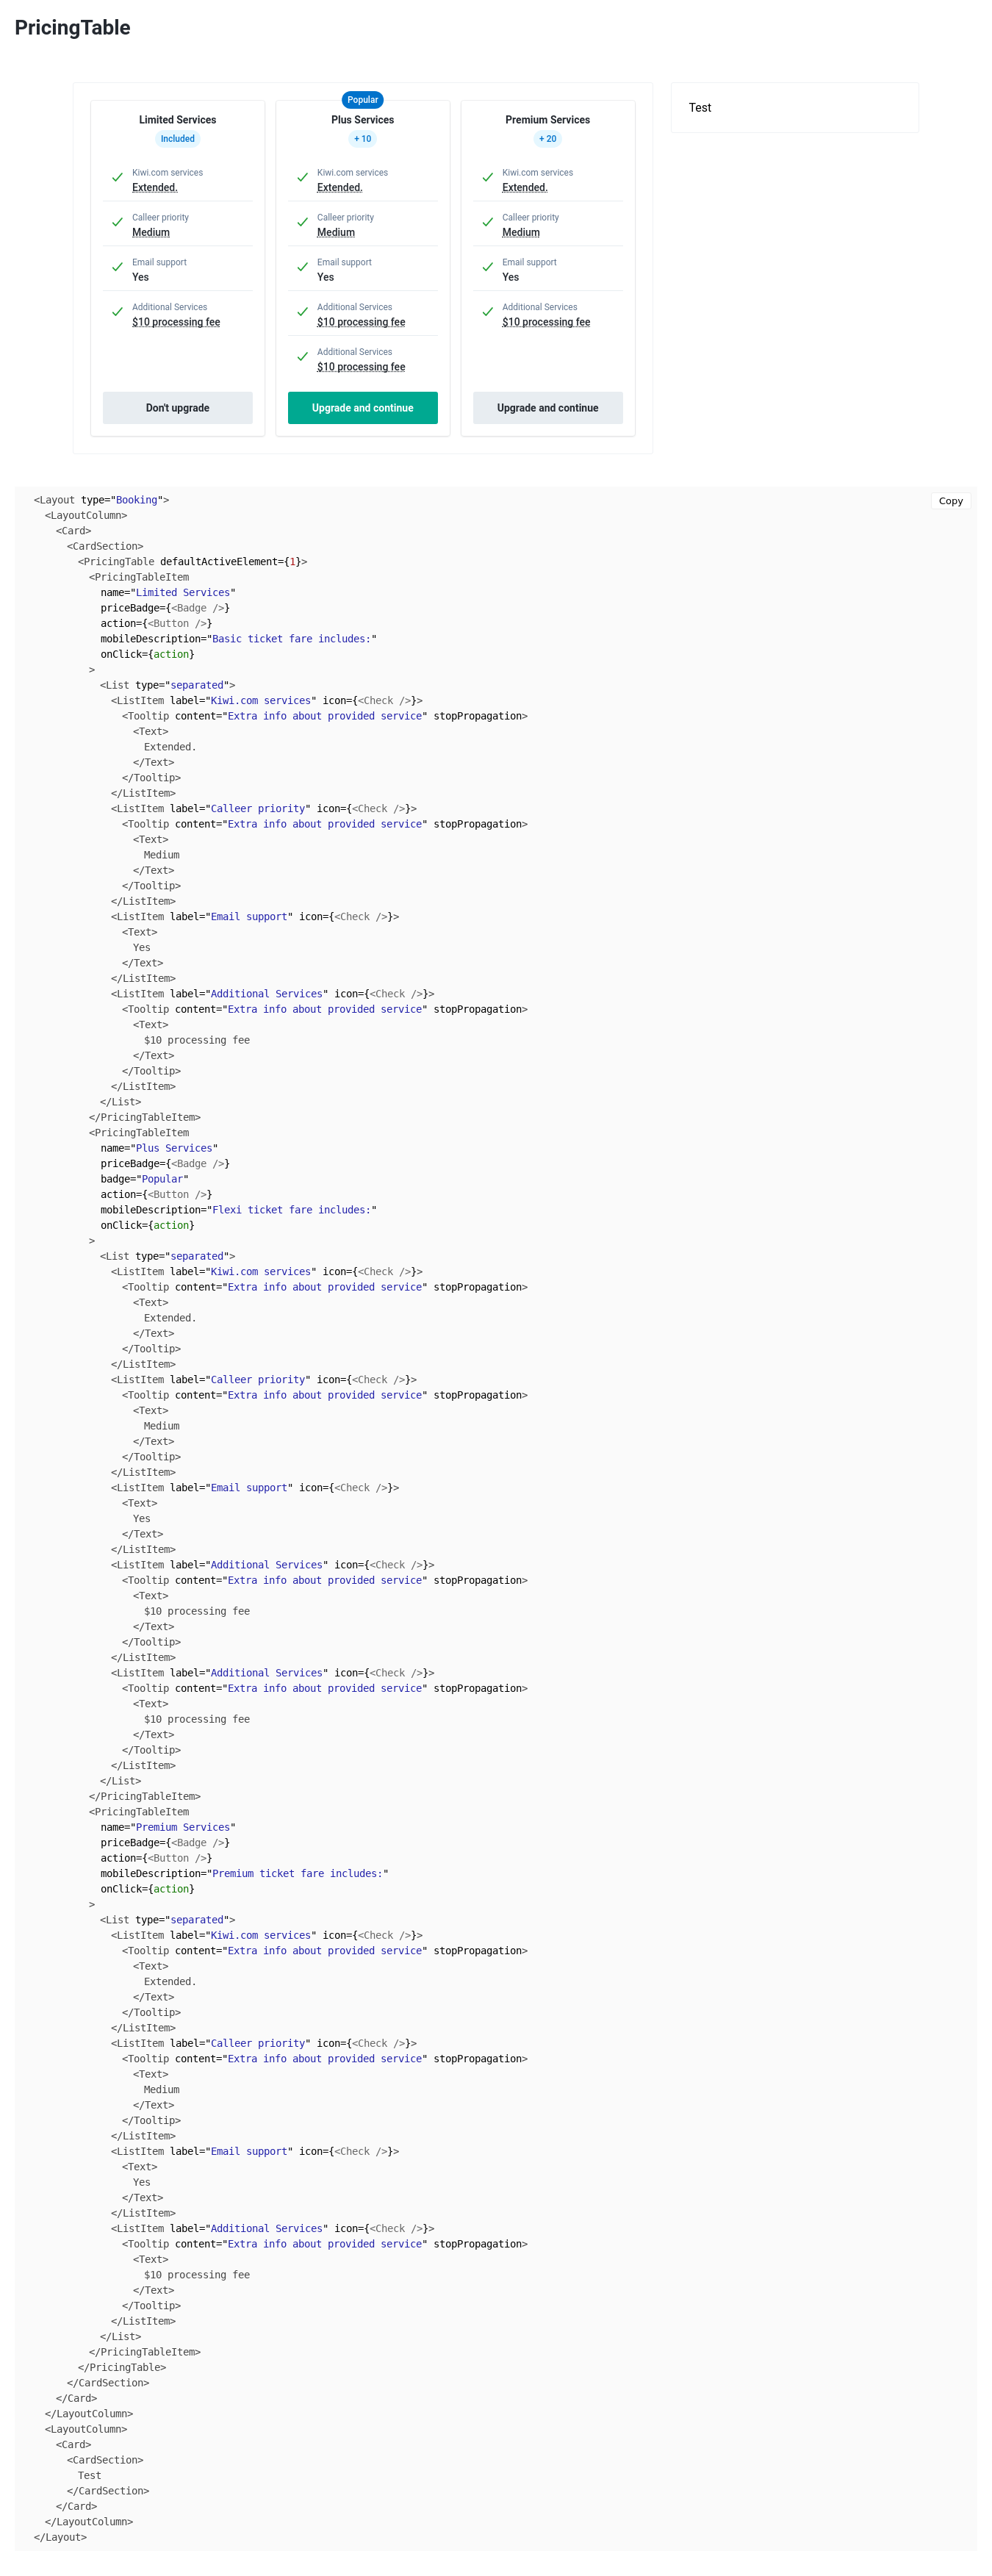 PricingTable
Popular
Limited Services
Included
Kiwi.com services
Extended.
Calleer priority
Medium
Email support
Yes
Additional Services
$10 processing fee
Don't upgrade
Plus Services
+ 10
Kiwi.com services
Extended.
Calleer priority
Medium
Email support
Yes
Additional Services
$10 processing fee
Additional Services
$10 processing fee
Upgrade and continue
Premium Services
+ 20
Kiwi.com services
Extended.
Calleer priority
Medium
Email support
Yes
Additional Services
$10 processing fee
Upgrade and continue
Test
Copy
<Layout type="Booking">
<LayoutColumn>
<Card>
<CardSection>
<PricingTable defaultActiveElement={1}>
<PricingTableItem
name="Limited Services"
priceBadge={<Badge />}
action={<Button />}
mobileDescription="Basic ticket fare includes:"
onClick={action}
>
<List type="separated">
<ListItem label="Kiwi.com services" icon={<Check />}>
<Tooltip content="Extra info about provided service" stopPropagation>
<Text>
Extended.
</Text>
</Tooltip>
</ListItem>
<ListItem label="Calleer priority" icon={<Check />}>
<Tooltip content="Extra info about provided service" stopPropagation>
<Text>
Medium
</Text>
</Tooltip>
</ListItem>
<ListItem label="Email support" icon={<Check />}>
<Text>
Yes
</Text>
</ListItem>
<ListItem label="Additional Services" icon={<Check />}>
<Tooltip content="Extra info about provided service" stopPropagation>
<Text>
$10 processing fee
</Text>
</Tooltip>
</ListItem>
</List>
</PricingTableItem>
<PricingTableItem
name="Plus Services"
priceBadge={<Badge />}
badge="Popular"
action={<Button />}
mobileDescription="Flexi ticket fare includes:"
onClick={action}
>
<List type="separated">
<ListItem label="Kiwi.com services" icon={<Check />}>
<Tooltip content="Extra info about provided service" stopPropagation>
<Text>
Extended.
</Text>
</Tooltip>
</ListItem>
<ListItem label="Calleer priority" icon={<Check />}>
<Tooltip content="Extra info about provided service" stopPropagation>
<Text>
Medium
</Text>
</Tooltip>
</ListItem>
<ListItem label="Email support" icon={<Check />}>
<Text>
Yes
</Text>
</ListItem>
<ListItem label="Additional Services" icon={<Check />}>
<Tooltip content="Extra info about provided service" stopPropagation>
<Text>
$10 processing fee
</Text>
</Tooltip>
</ListItem>
<ListItem label="Additional Services" icon={<Check />}>
<Tooltip content="Extra info about provided service" stopPropagation>
<Text>
$10 processing fee
</Text>
</Tooltip>
</ListItem>
</List>
</PricingTableItem>
<PricingTableItem
name="Premium Services"
priceBadge={<Badge />}
action={<Button />}
mobileDescription="Premium ticket fare includes:"
onClick={action}
>
<List type="separated">
<ListItem label="Kiwi.com services" icon={<Check />}>
<Tooltip content="Extra info about provided service" stopPropagation>
<Text>
Extended.
</Text>
</Tooltip>
</ListItem>
<ListItem label="Calleer priority" icon={<Check />}>
<Tooltip content="Extra info about provided service" stopPropagation>
<Text>
Medium
</Text>
</Tooltip>
</ListItem>
<ListItem label="Email support" icon={<Check />}>
<Text>
Yes
</Text>
</ListItem>
<ListItem label="Additional Services" icon={<Check />}>
<Tooltip content="Extra info about provided service" stopPropagation>
<Text>
$10 processing fee
</Text>
</Tooltip>
</ListItem>
</List>
</PricingTableItem>
</PricingTable>
</CardSection>
</Card>
</LayoutColumn>
<LayoutColumn>
<Card>
<CardSection>
Test
</CardSection>
</Card>
</LayoutColumn>
</Layout>